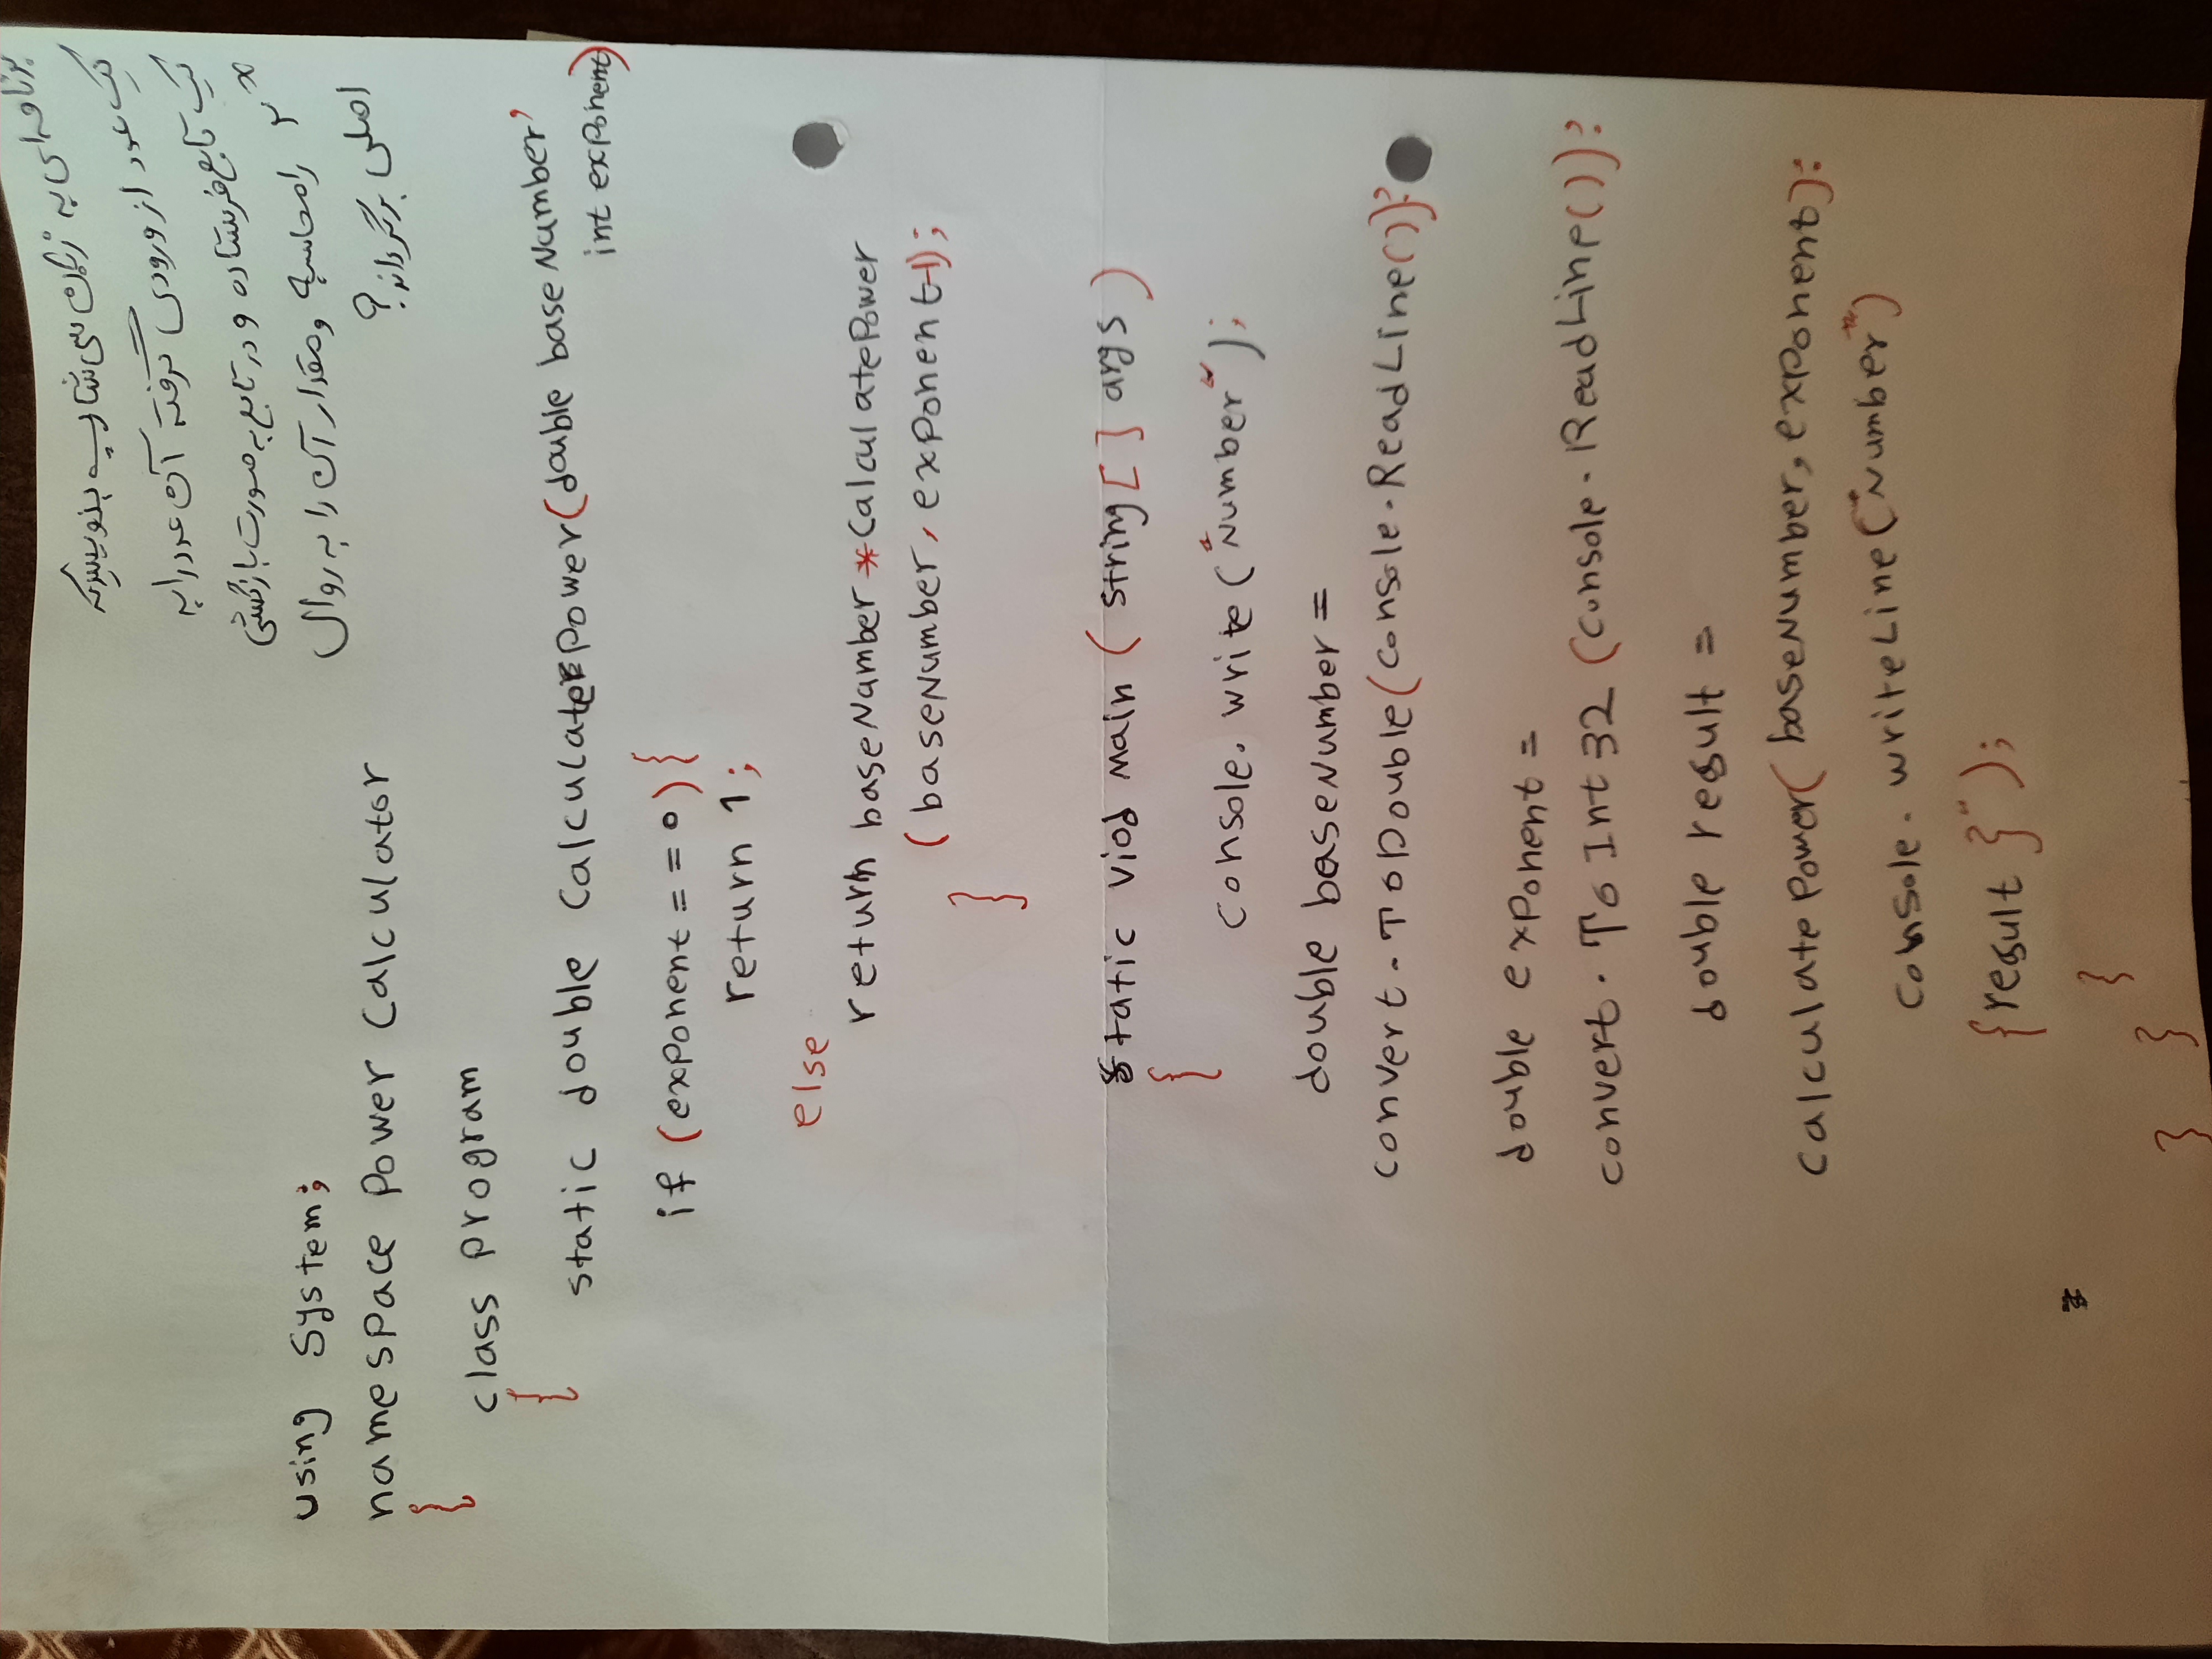 برنامه‌ای به زبان سی شارپ بنویسید که
یک عدد از ورودی گرفته آن عدد را به
یک تابع فرستاده و در تابع به صورت بازگشتی
۲ˣ را محاسبه و مقدار آن را به روال
اصلی برگرداند؟
using System;
namespace Power Calculator
{
class Program
{
static double CalculatePower(double baseNumber,
int exponent)
if (exponent == 0) {
return 1;
else
return baseNamber * CalculatePower
(baseNumber, exponent-1);
}
static viod main (string[] args)
{
Console. write ("Number");
double baseNumber =
convert. ToDouble(console.ReadLine());
double exponent =
convert. To Int 32 (console. ReadLine());
double result =
calculate Power( baseNumber, exponent):
console. writeLine("Number")
{result }");
}
}
}